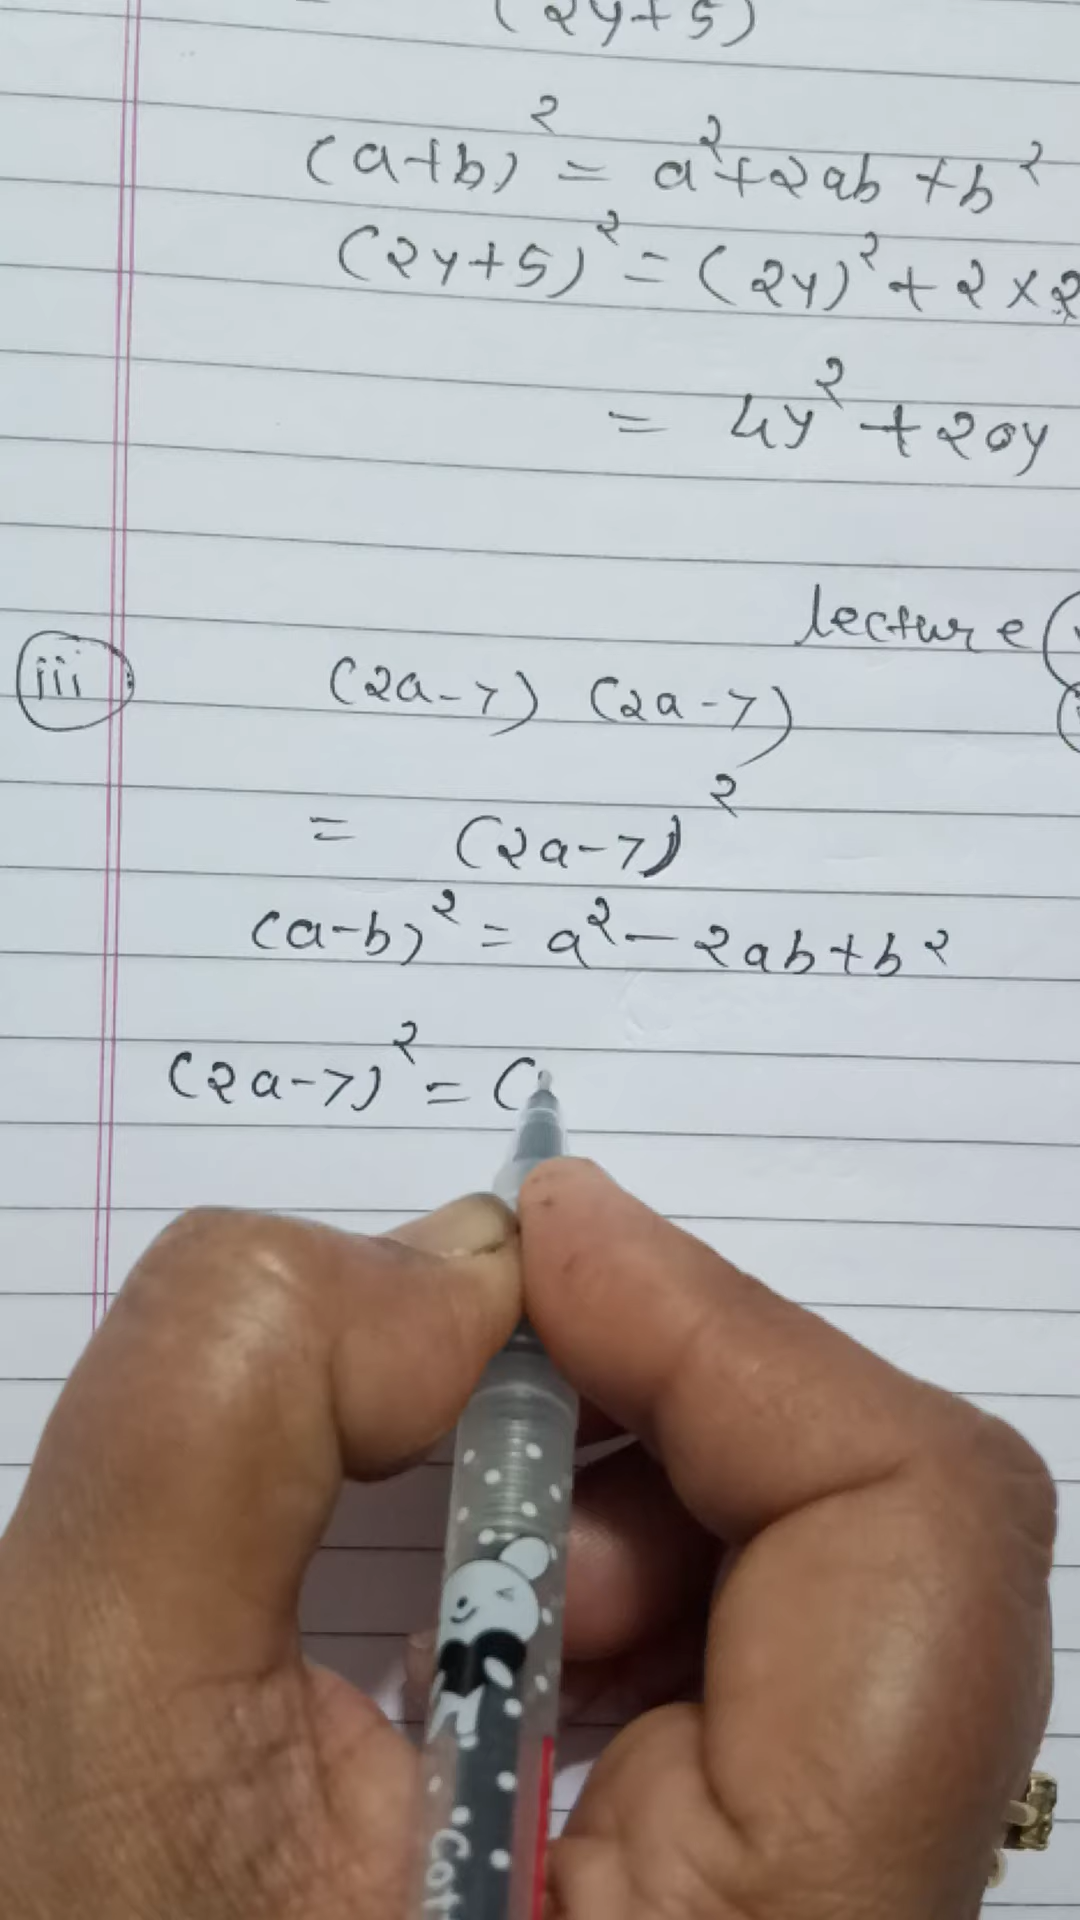 (2y+5)
(a+b)² = a²+2ab+b²
(2y+5)² = (2y)²+2×2
= 4y²+20y
lecture
iii (2a-7) (2a-7)
= (2a-7)²
(a-b)² = a²-2ab+b²
(2a-7)² = (